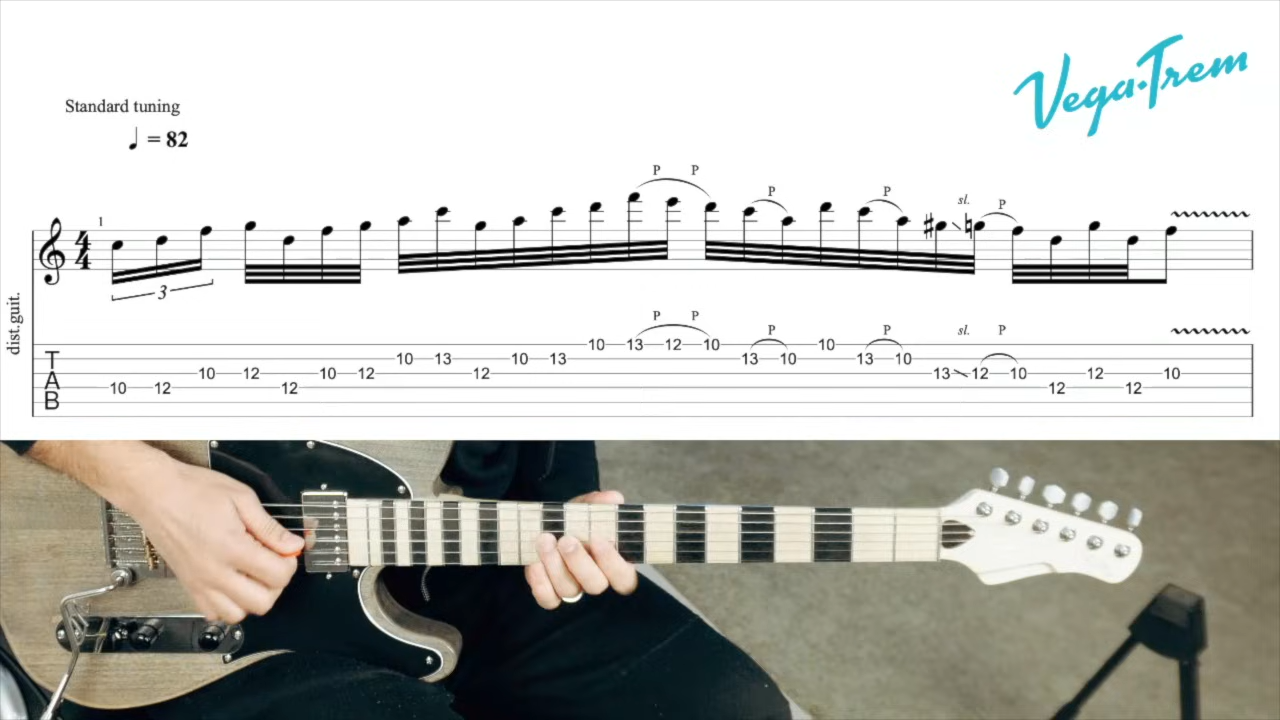 Vega·Trem
Standard tuning
♩ = 82
P P P P sl. P
1
4
4
3
dist.guit.
P P P P sl. P
10 13 12 10 10
10 13 10 13 13 10 13 10
10 12 10 12 12 13 12 10 12 10
10 12 12 12 12
T
A
B